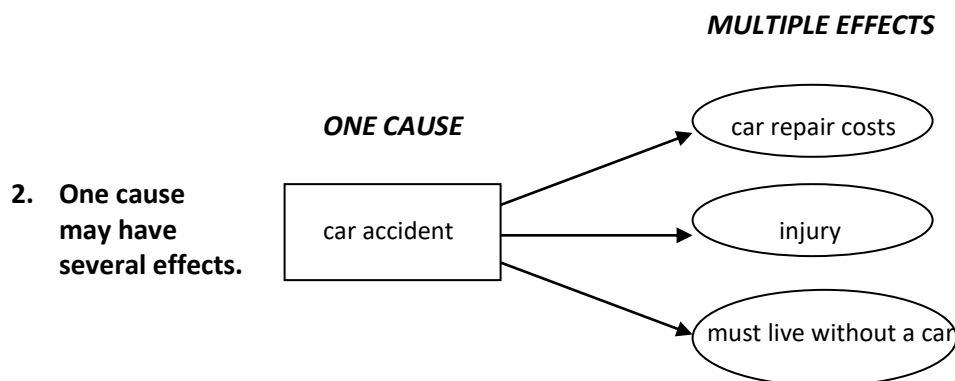 MULTIPLE EFFECTS
car repair costs
ONE CAUSE
2. One cause
may have
several effects.
car accident
injury
must live without a car